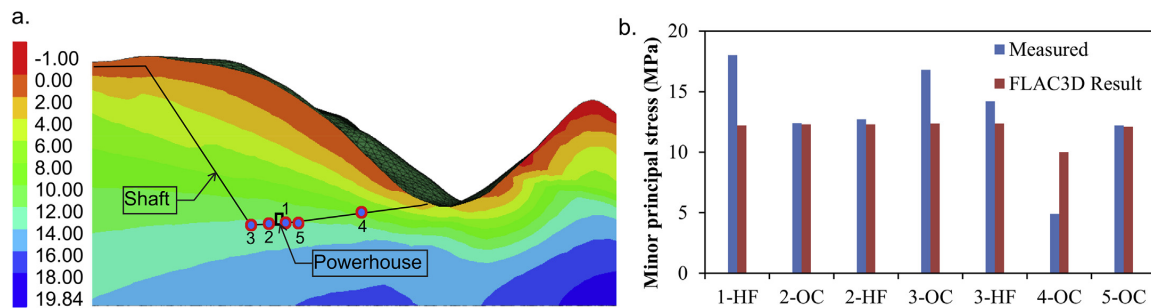 a.
-1.00
0.00
2.00
4.00
6.00
8.00
10.00
12.00
14.00
16.00
18.00
19.84
Shaft
3
2
1
5
4
Powerhouse
b.
Minor principal stress (MPa)
20
15
10
5
0
Measured
FLAC3D Result
1-HF 2-OC 2-HF 3-OC 3-HF 4-OC 5-OC